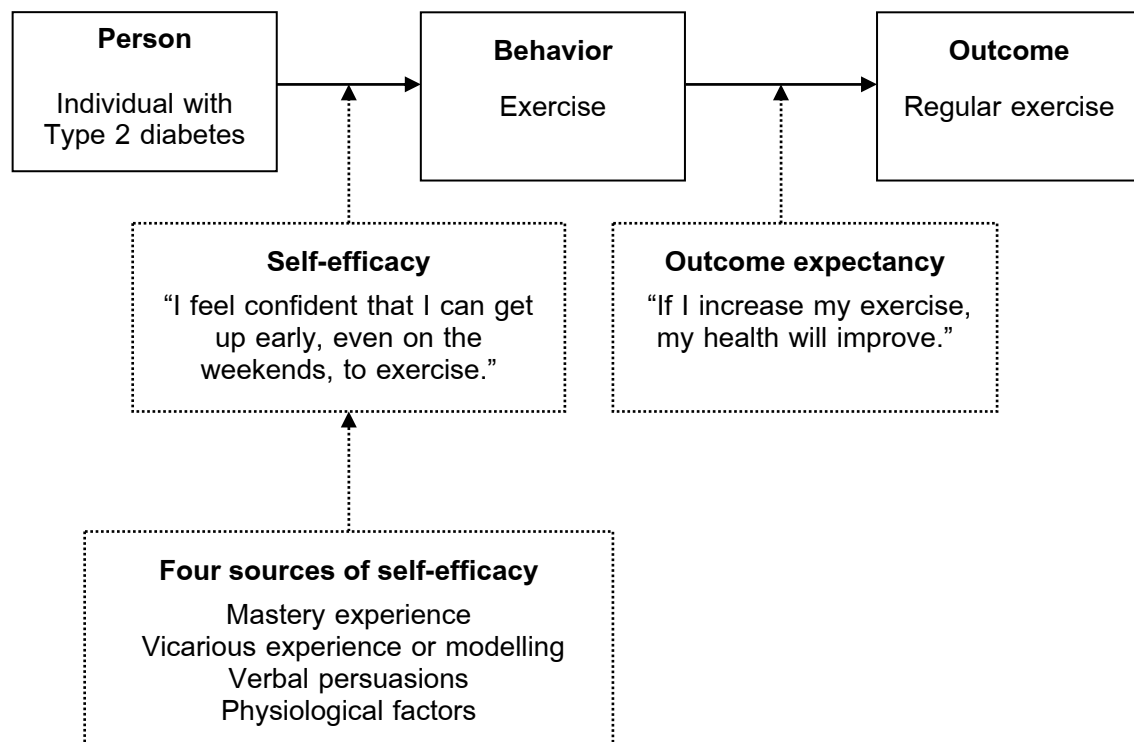 Person
Individual with
Type 2 diabetes
Behavior
Exercise
Outcome
Regular exercise
Self-efficacy
“I feel confident that I can get
up early, even on the
weekends, to exercise.”
Outcome expectancy
“If I increase my exercise,
my health will improve.”
Four sources of self-efficacy
Mastery experience
Vicarious experience or modelling
Verbal persuasions
Physiological factors